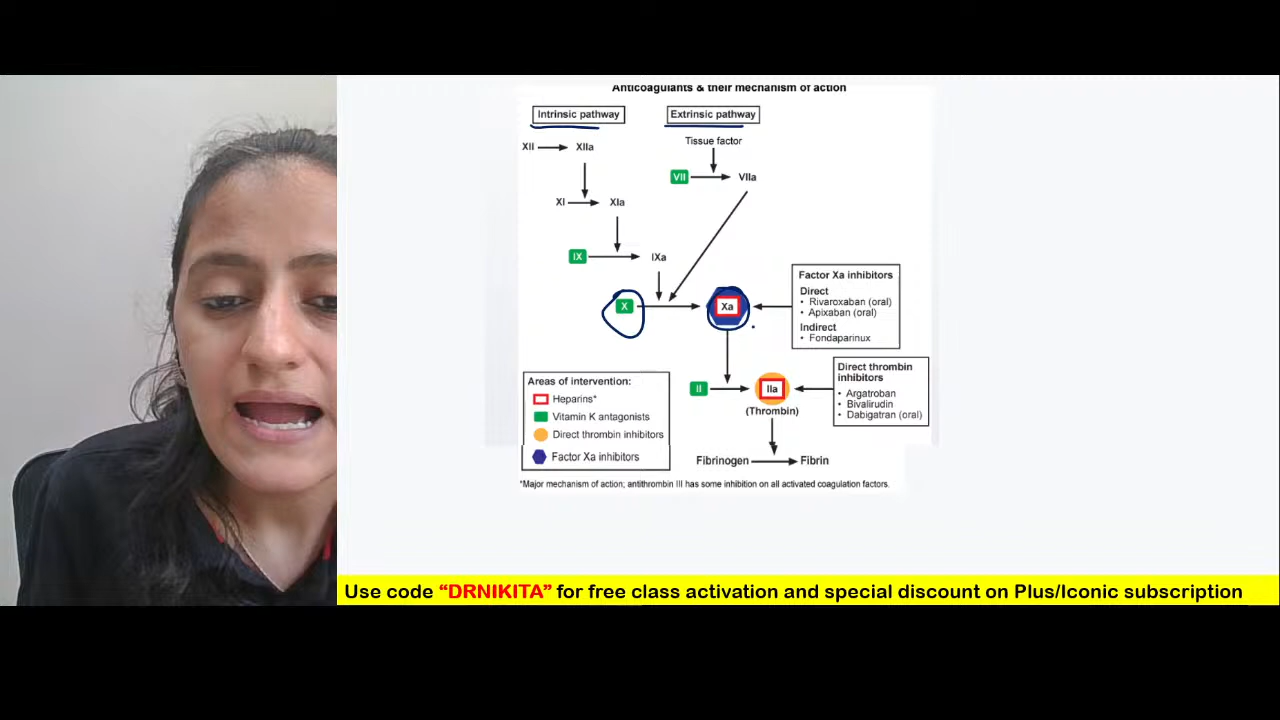 Anticoagulants & their mechanism of action
Intrinsic pathway
Extrinsic pathway
Tissue factor
XII
XIIa
VII
VIIa
XI
XIa
IX
IXa
X
Xa
Factor Xa inhibitors
Direct
• Rivaroxaban (oral)
• Apixaban (oral)
Indirect
• Fondaparinux
II
IIa
(Thrombin)
Direct thrombin
inhibitors
• Argatroban
• Bivalirudin
• Dabigatran (oral)
Areas of intervention:
Heparins*
Vitamin K antagonists
Direct thrombin inhibitors
Factor Xa inhibitors
Fibrinogen
Fibrin
*Major mechanism of action; antithrombin III has some inhibition on all activated coagulation factors.
Use code “DRNIKITA” for free class activation and special discount on Plus/Iconic subscription